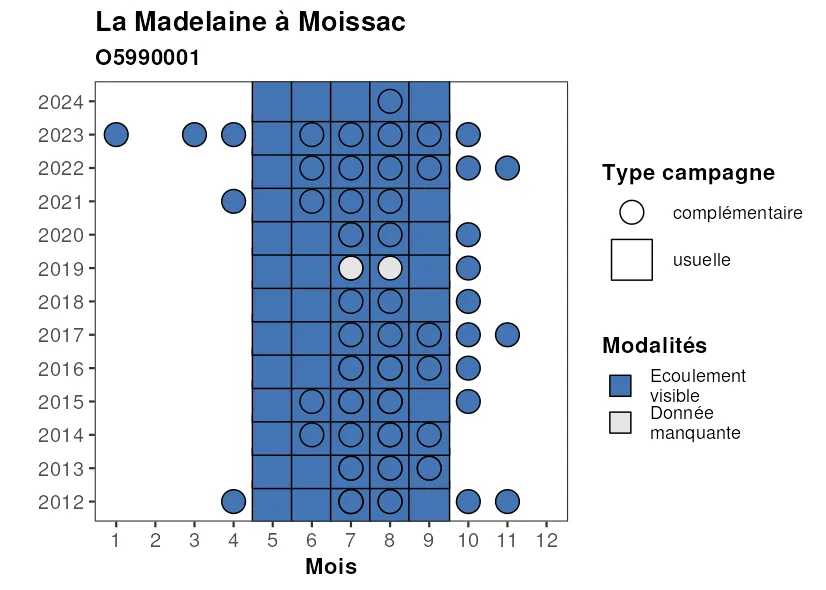 La Madelaine à Moissac
O5990001
2024
2023
2022
2021
2020
2019
2018
2017
2016
2015
2014
2013
2012
1 2 3 4 5 6 7 8 9 10 11 12
Mois
Type campagne
complémentaire
usuelle
Modalités
Ecoulement
visible
Donnée
manquante